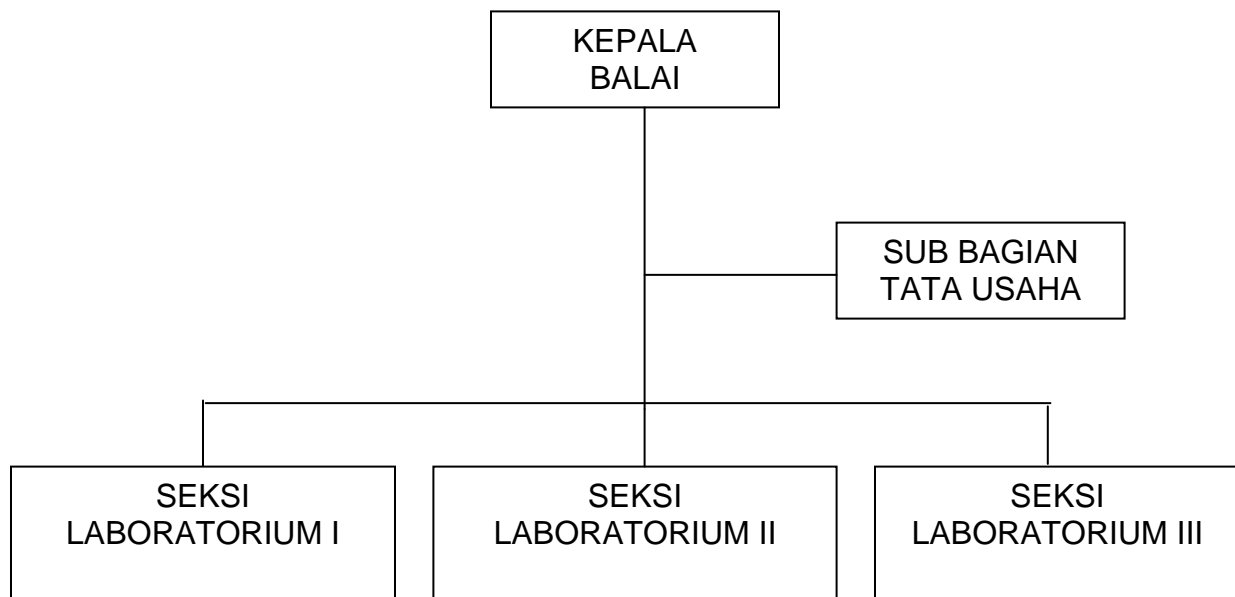 KEPALA
BALAI
SUB BAGIAN
TATA USAHA
SEKSI
LABORATORIUM I
SEKSI
LABORATORIUM II
SEKSI
LABORATORIUM III